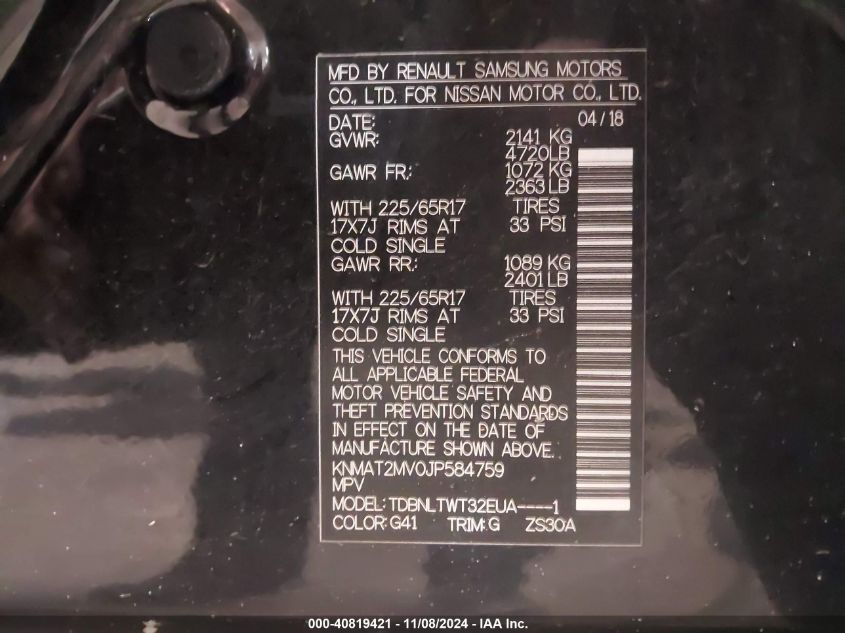 MFD BY RENAULT SAMSUNG MOTORS
CO., LTD. FOR NISSAN MOTOR CO., LTD.
DATE: 04/18
GVWR: 2141 KG
4720LB
GAWR FR.: 1072 KG
2363 LB
WITH 225/65R17 TIRES
17X7J RIMS AT 33 PSI
COLD SINGLE
GAWR RR.: 1089 KG
2401 LB
WITH 225/65R17 TIRES
17X7J RIMS AT 33 PSI
COLD SINGLE
THIS VEHICLE CONFORMS TO
ALL APPLICABLE FEDERAL
MOTOR VEHICLE SAFETY AND
THEFT PREVENTION STANDARDS
IN EFFECT ON THE DATE OF
MANUFACTURE SHOWN ABOVE.
KNMAT2MV0JP584759
MPV
MODEL: TDBNLTWT32EUA----1
COLOR: G41 TRIM: G ZS30A
000-40819421 - 11/08/2024 - IAA Inc.